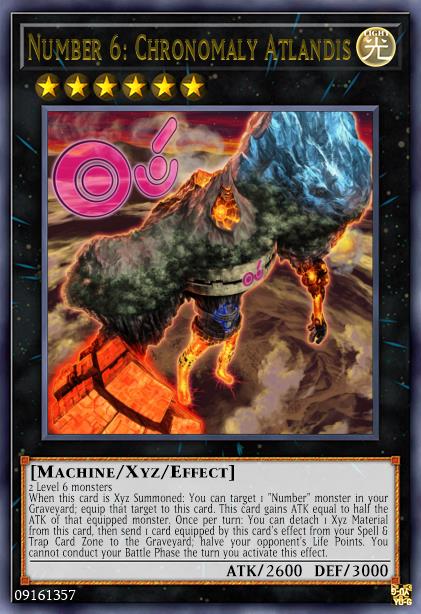 Number 6: Chronomaly Atlandis
LIGHT
光
06
06
[Machine/Xyz/Effect]
2 Level 6 monsters
When this card is Xyz Summoned: You can target 1 "Number" monster in your
Graveyard; equip that target to this card. This card gains ATK equal to half the
ATK of that equipped monster. Once per turn: You can detach 1 Xyz Material
from this card, then send 1 card equipped by this card's effect from your Spell &
Trap Card Zone to the Graveyard; halve your opponent's Life Points. You
cannot conduct your Battle Phase the turn you activate this effect.
ATK/2600 DEF/3000
09161357